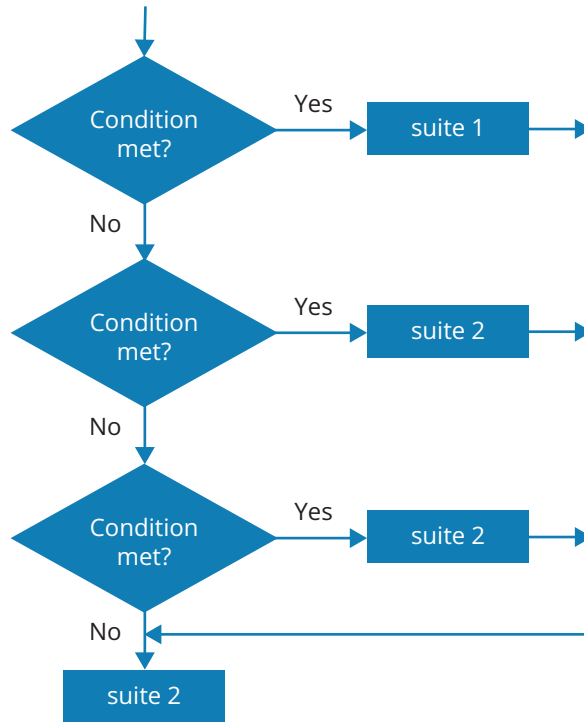 Yes
Condition
met?
suite 1
No
Yes
Condition
met?
suite 2
No
Yes
Condition
met?
suite 2
No
suite 2